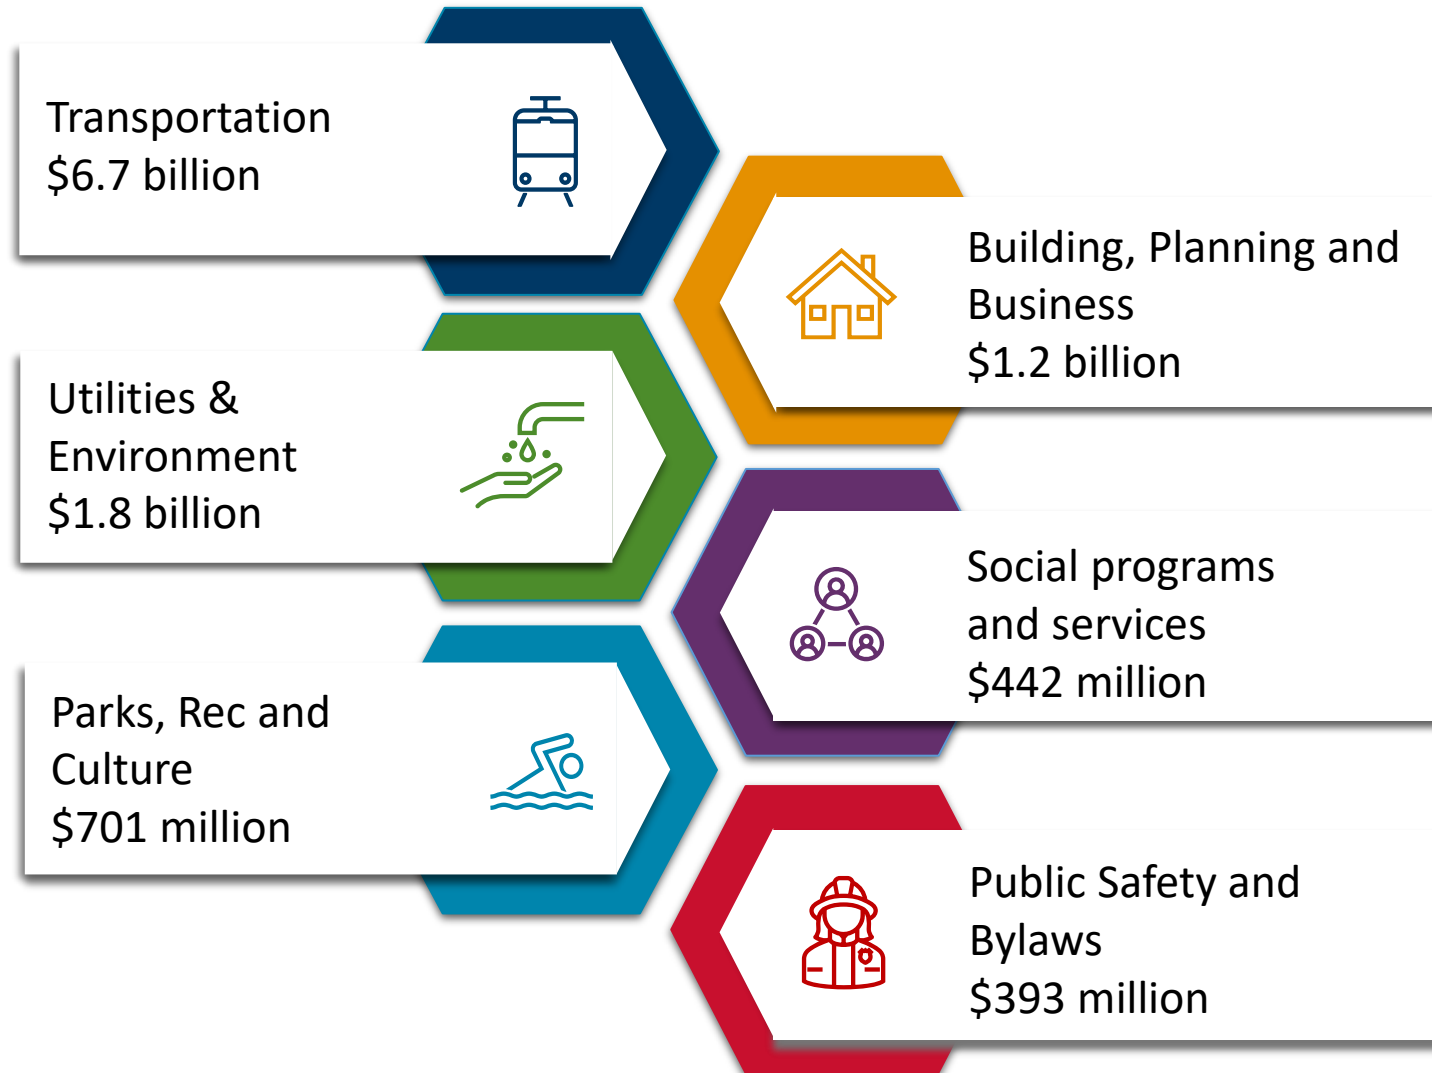 Transportation
$6.7 billion
Building, Planning and
Business
$1.2 billion
Utilities &
Environment
$1.8 billion
Social programs
and services
$442 million
Parks, Rec and
Culture
$701 million
Public Safety and
Bylaws
$393 million